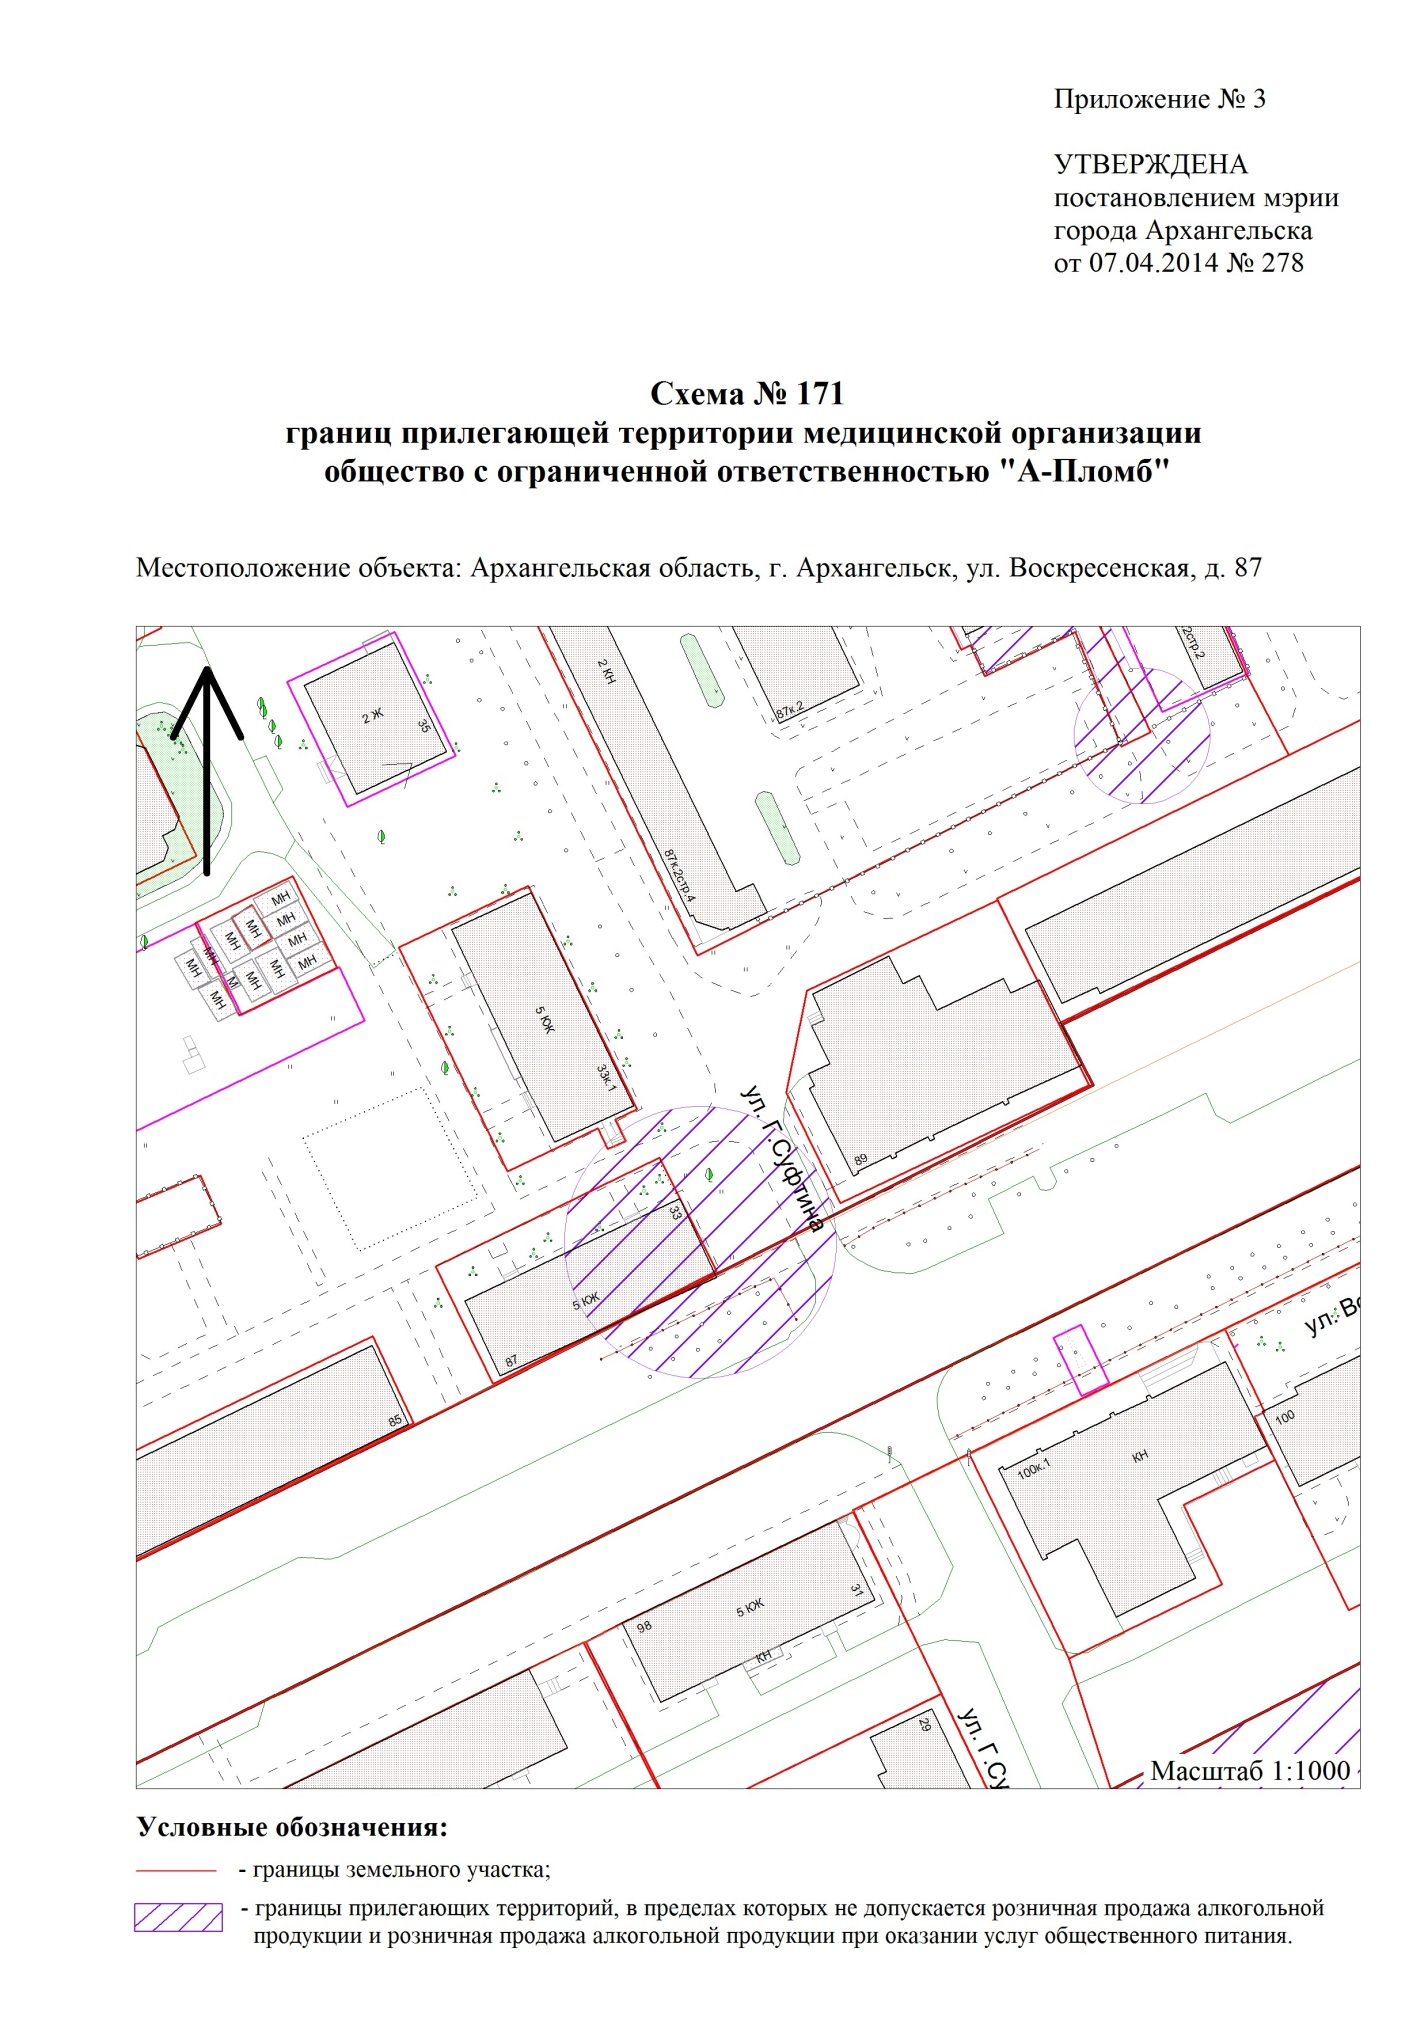 Приложение № 3
УТВЕРЖДЕНА
постановлением мэрии
города Архангельска
от 07.04.2014 № 278
Схема № 171
границ прилегающей территории медицинской организации
общество с ограниченной ответственностью "А-Пломб"
Местоположение объекта: Архангельская область, г. Архангельск, ул. Воскресенская, д. 87
2 Ж
35
2 КН
87к.2
2стр.2
87к.2стр.4
МН
МН
МН
МН
МН
МН
МН
МН
МН
МН
МН
МН
5 КЖ
33к.1
ул. Г.Суфтина
89
33
5 КЖ
87
85
ул. Во
100
100к.1
КН
5 КЖ
31
98
КН
29
ул. Г.Су
Масштаб 1:1000
Условные обозначения:
- границы земельного участка;
- границы прилегающих территорий, в пределах которых не допускается розничная продажа алкогольной
продукции и розничная продажа алкогольной продукции при оказании услуг общественного питания.